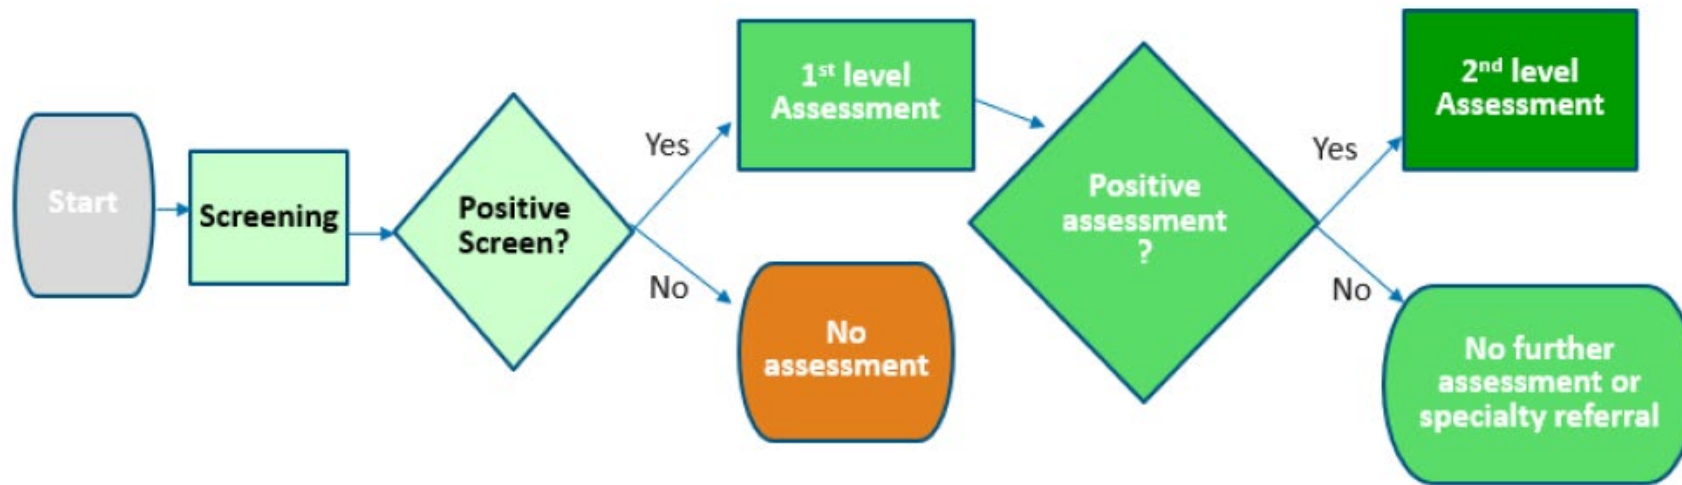 Start
Screening
Positive
Screen?
Yes
No
1st level
Assessment
No
assessment
Positive
assessment
?
Yes
No
2nd level
Assessment
No further
assessment or
specialty referral